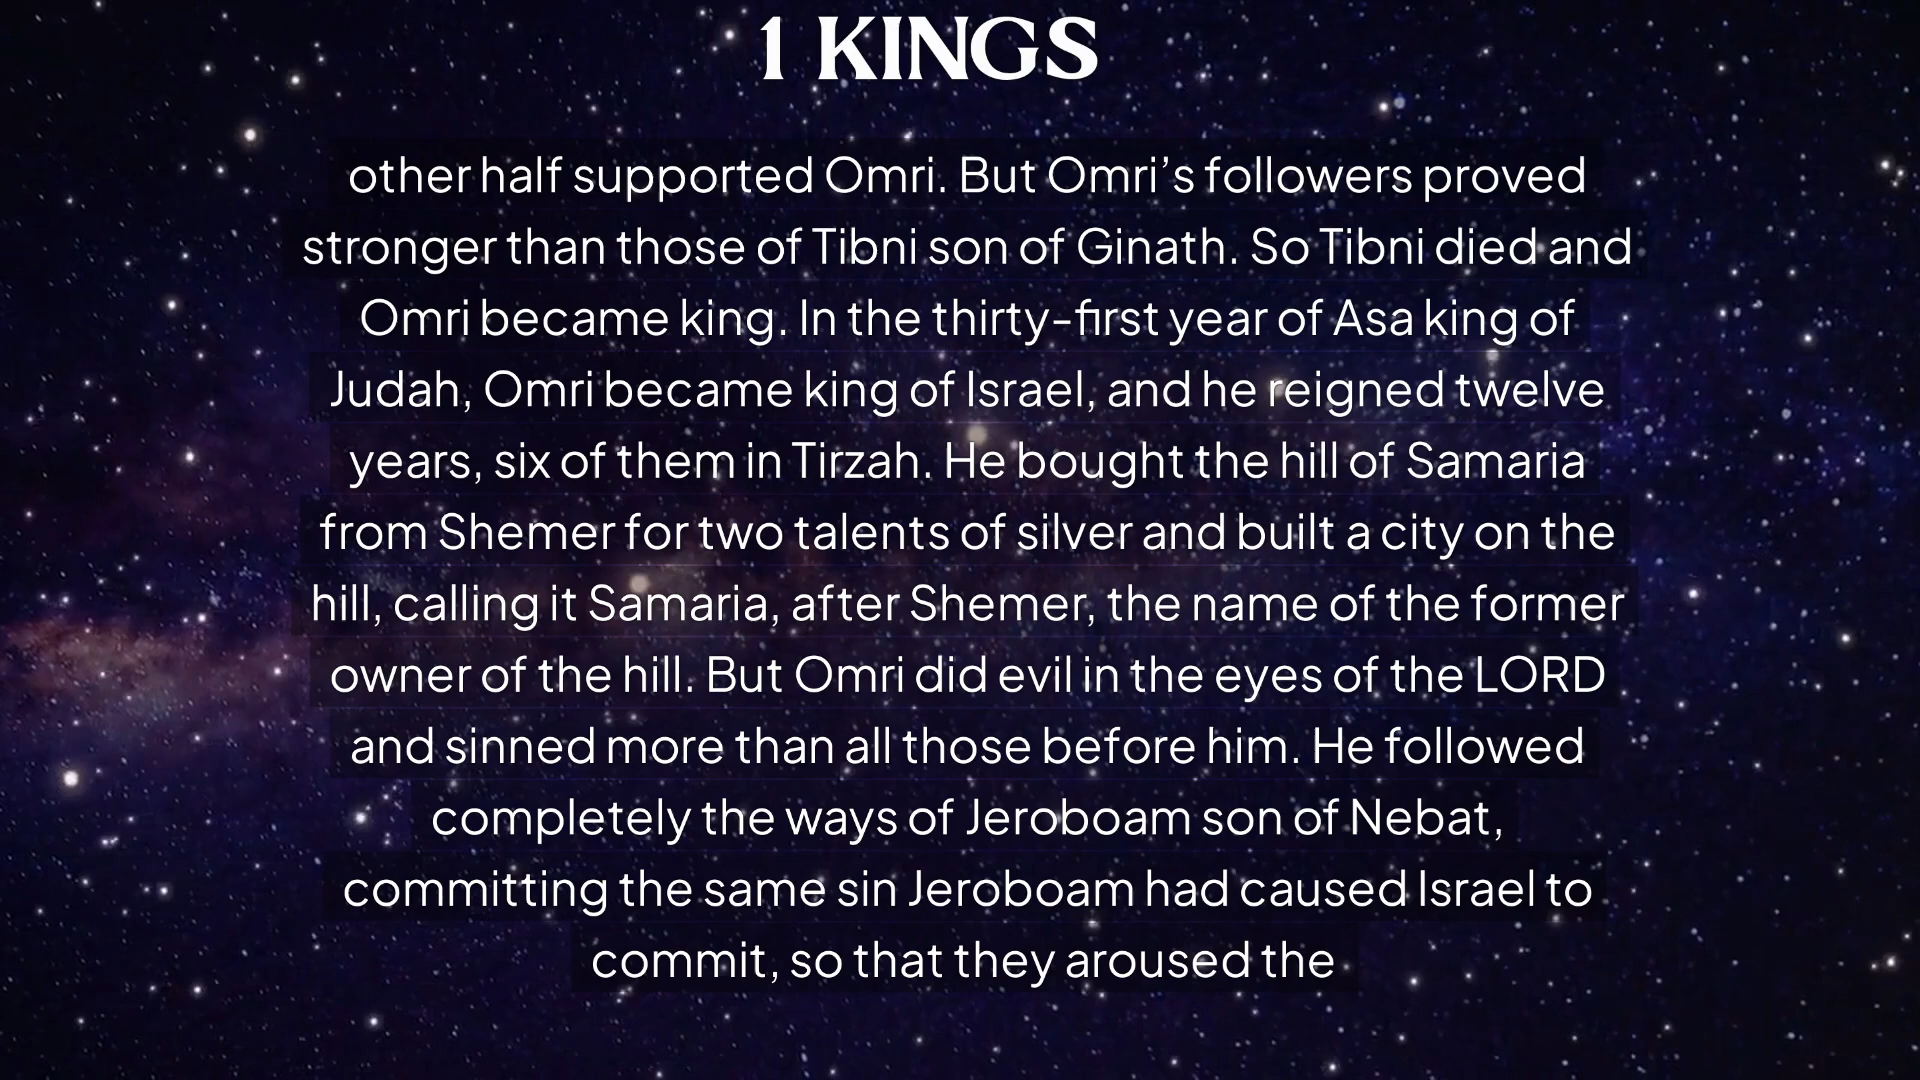 1 KINGS
other half supported Omri. But Omri’s followers proved
stronger than those of Tibni son of Ginath. So Tibni died and
Omri became king. In the thirty-first year of Asa king of
Judah, Omri became king of Israel, and he reigned twelve
years, six of them in Tirzah. He bought the hill of Samaria
from Shemer for two talents of silver and built a city on the
hill, calling it Samaria, after Shemer, the name of the former
owner of the hill. But Omri did evil in the eyes of the LORD
and sinned more than all those before him. He followed
completely the ways of Jeroboam son of Nebat,
committing the same sin Jeroboam had caused Israel to
commit, so that they aroused the